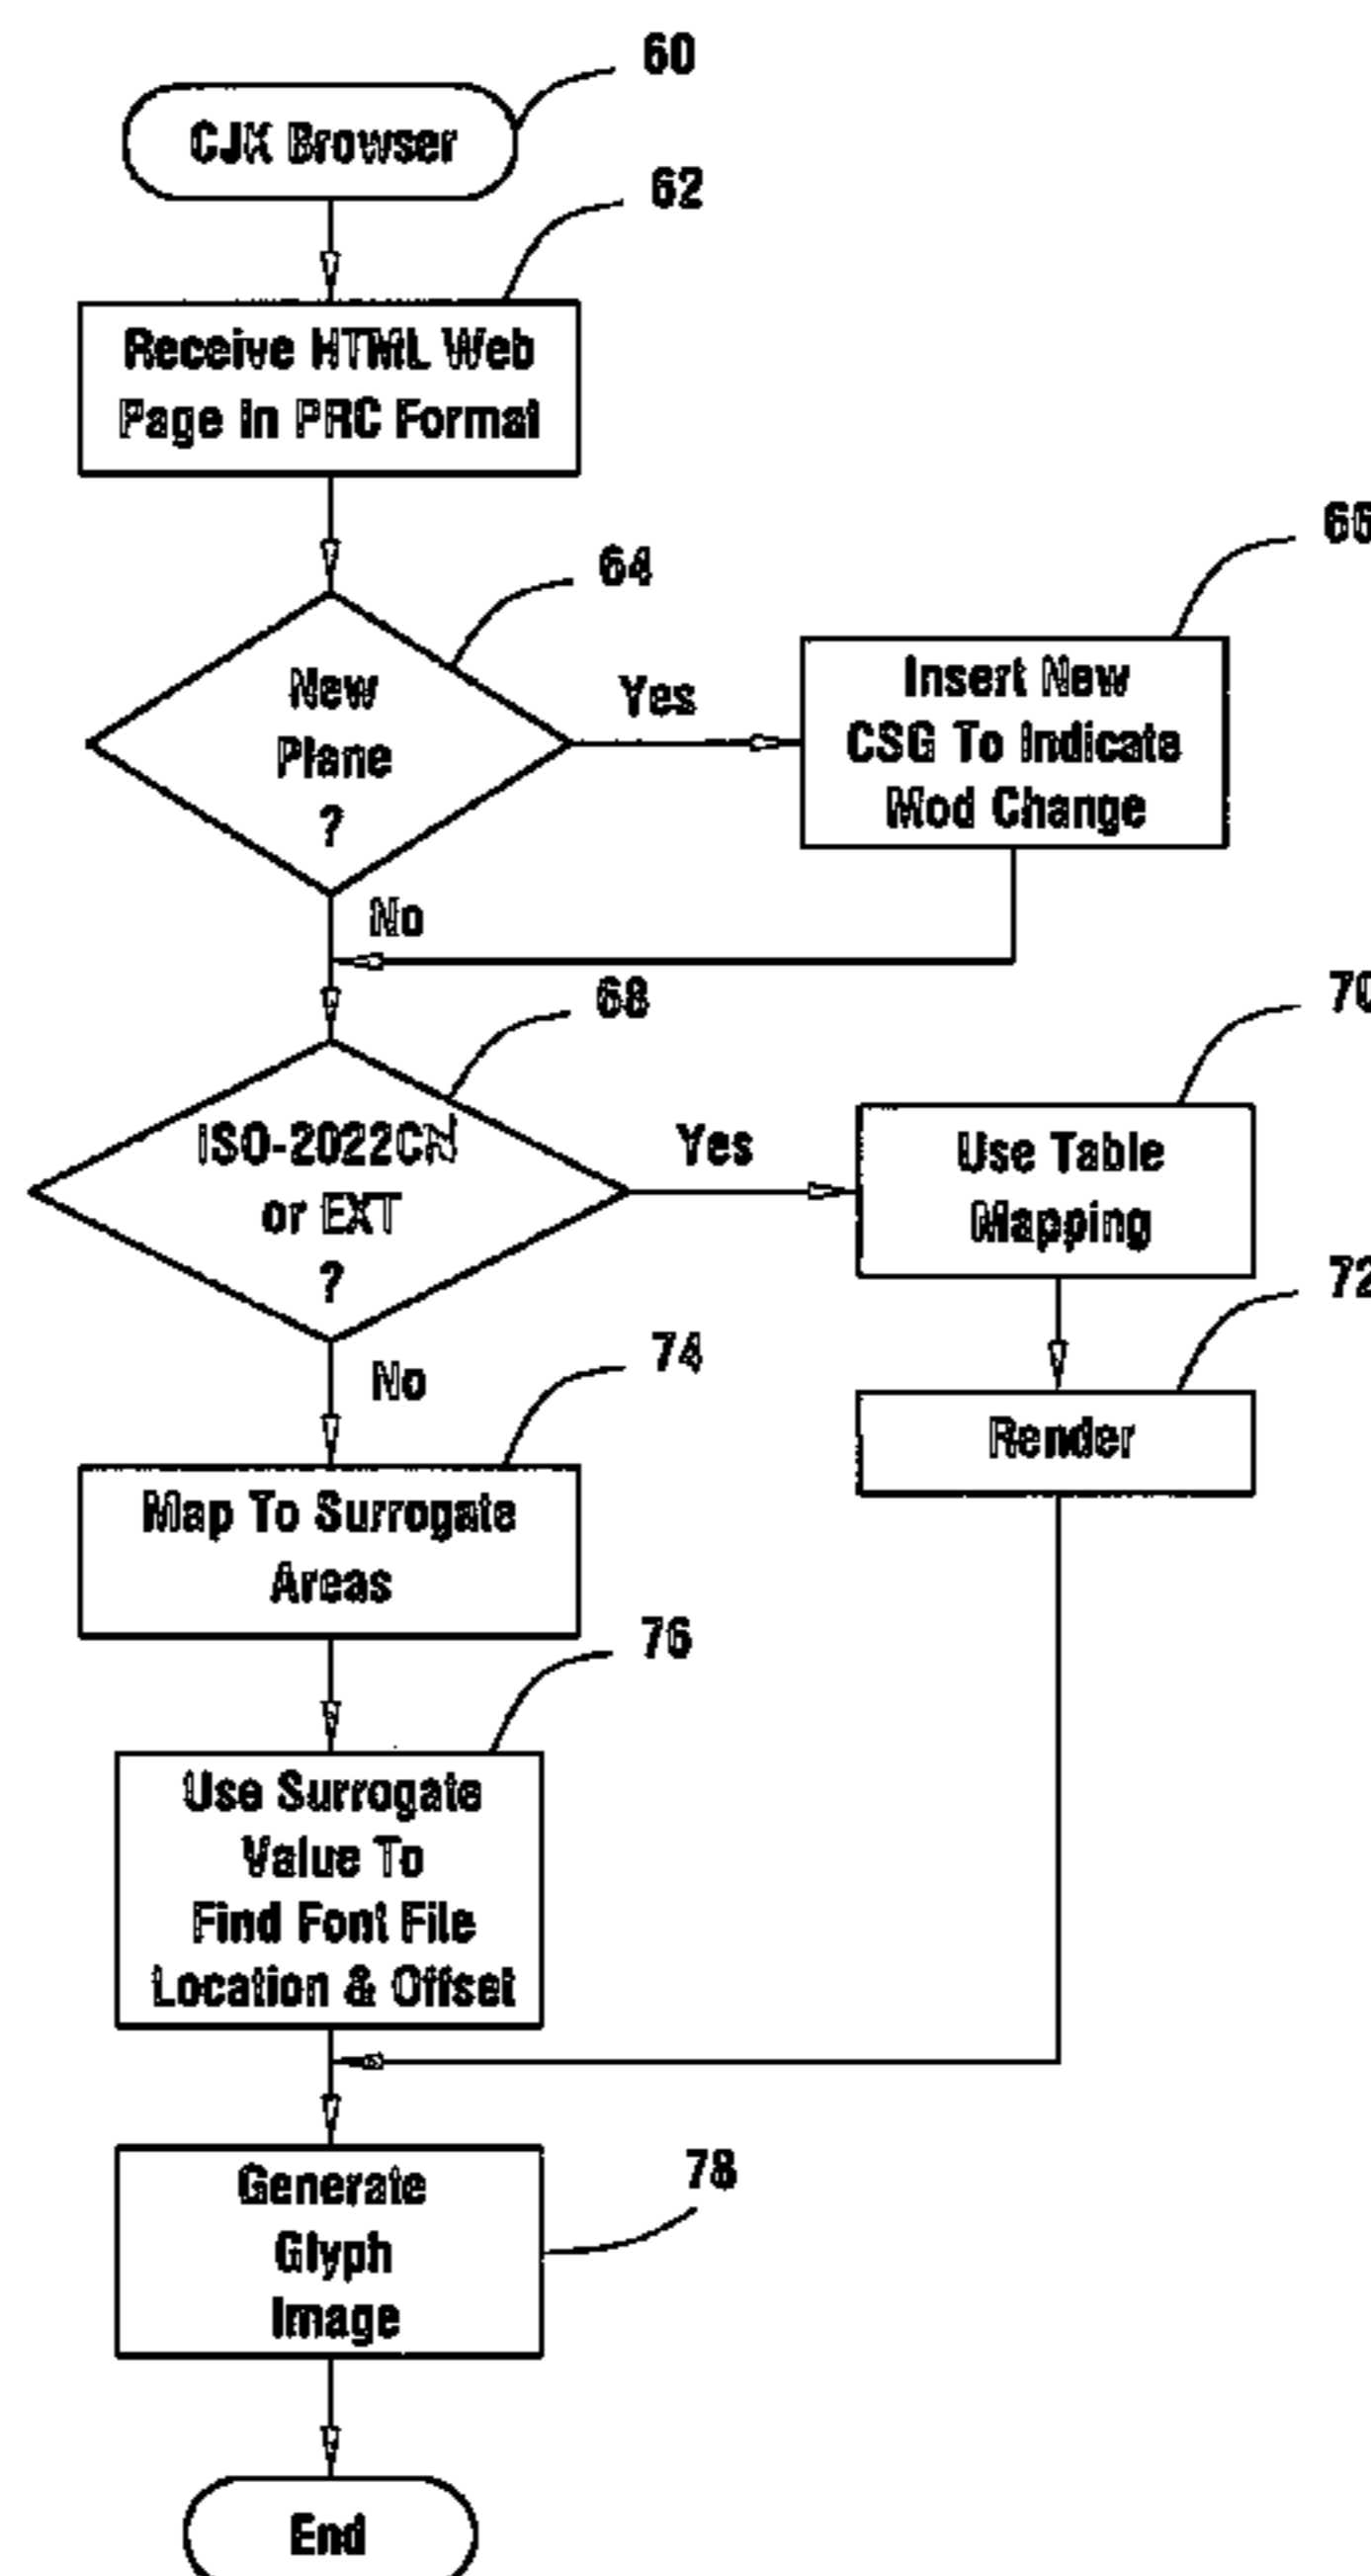 60
CJK Browser
62
Receive HTML Web
Page in PRC Format
64
New
Plane
?
Yes
66
Insert New
CSG To Indicate
Mod Change
No
68
ISO-2022CN
or EXT
?
Yes
70
Use Table
Mapping
72
Render
No
74
Map To Surrogate
Areas
76
Use Surrogate
Value To
Find Font File
Location & Offset
78
Generate
Glyph
Image
End